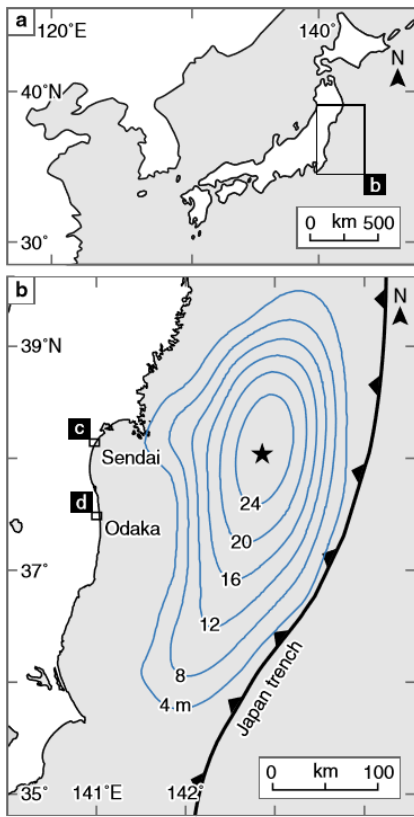 a
120°E
140°
40°N
N
b
km
0 500
30°
b
N
39°N
c
Sendai
d
Odaka
24
20
37°
16
12
8
4 m
Japan trench
km
0 100
35°
141°E
142°